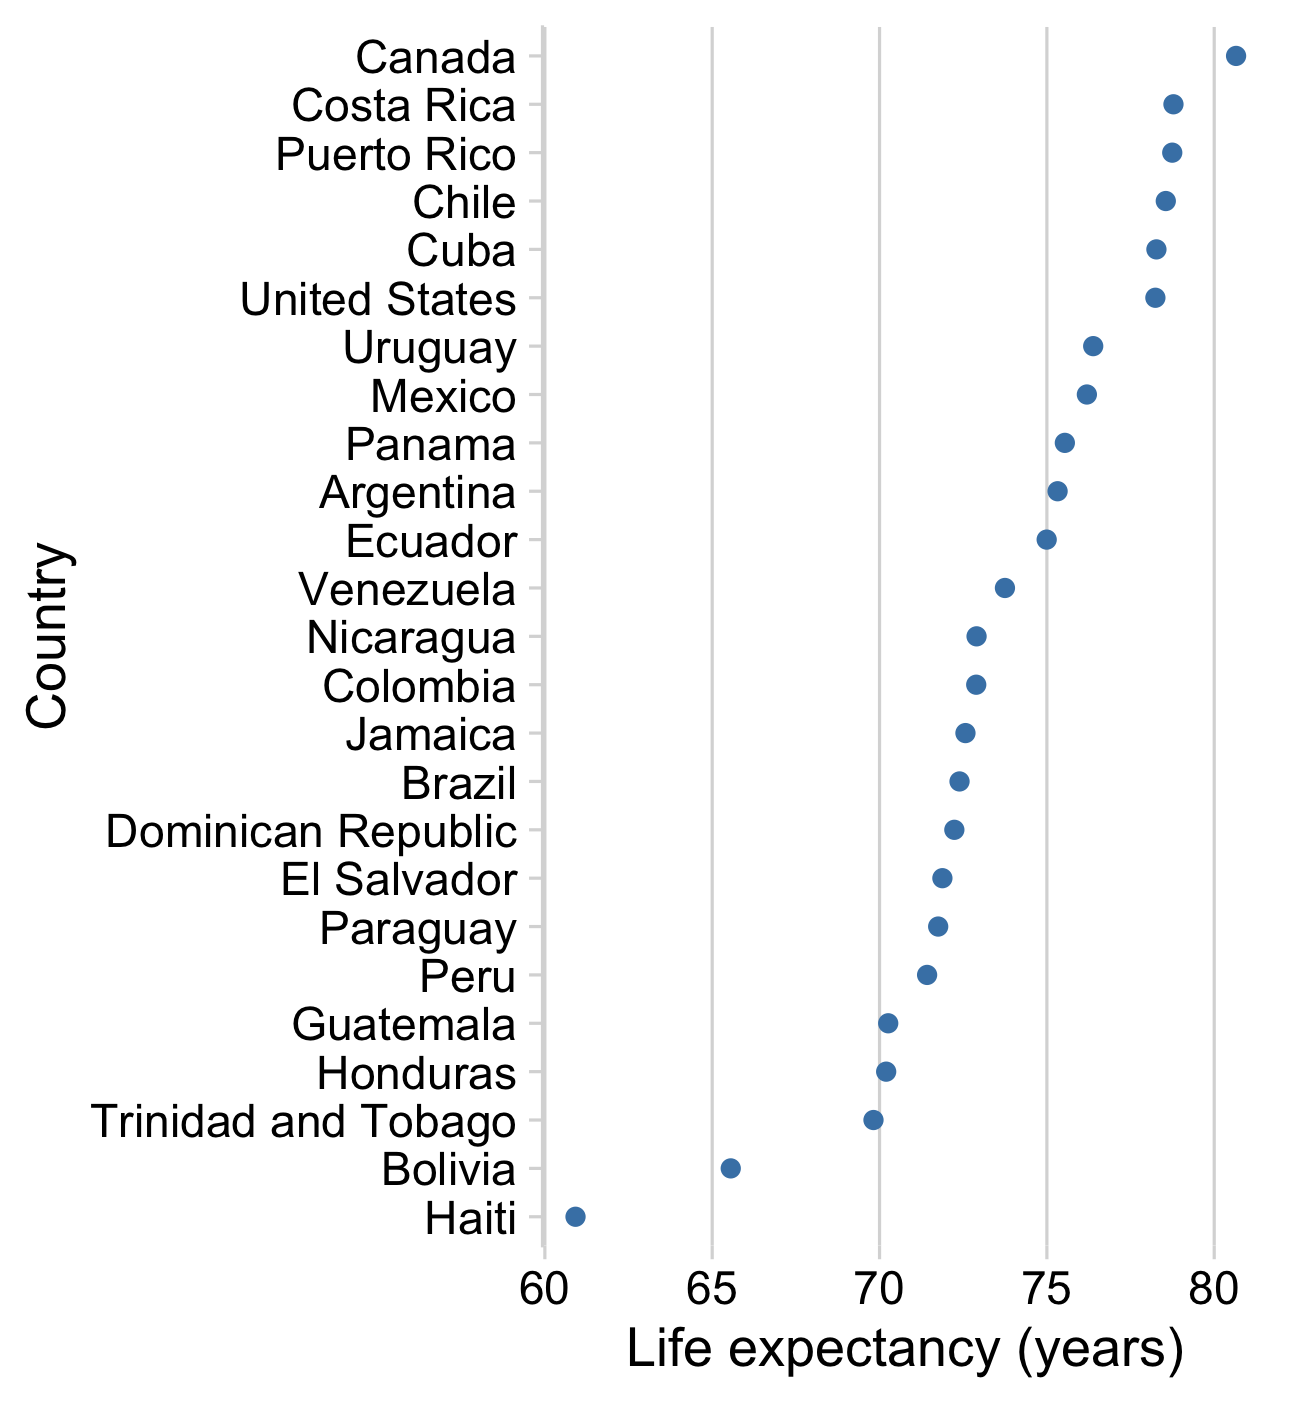 Canada
Costa Rica
Puerto Rico
Chile
Cuba
United States
Uruguay
Mexico
Panama
Argentina
Ecuador
Venezuela
Nicaragua
Colombia
Jamaica
Brazil
Dominican Republic
El Salvador
Paraguay
Peru
Guatemala
Honduras
Trinidad and Tobago
Bolivia
Haiti
Country
60 65 70 75 80
Life expectancy (years)